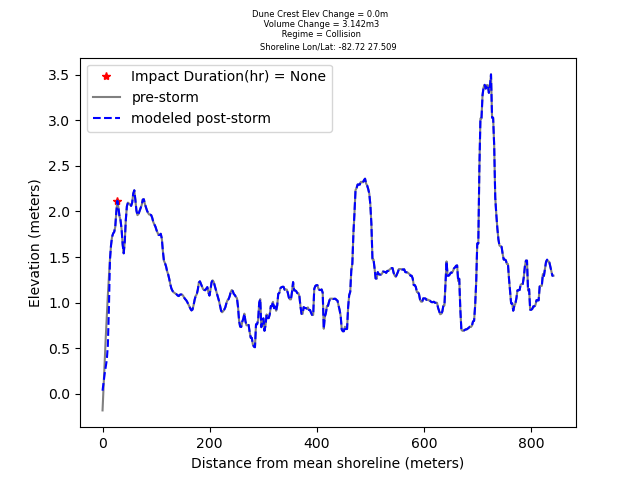 Dune Crest Elev Change = 0.0m
Volume Change = 3.142m3
Regime = Collision
Shoreline Lon/Lat: -82.72 27.509
Impact Duration(hr) = None
pre-storm
modeled post-storm
Elevation (meters)
3.5
3.0
2.5
2.0
1.5
1.0
0.5
0.0
0 200 400 600 800
Distance from mean shoreline (meters)